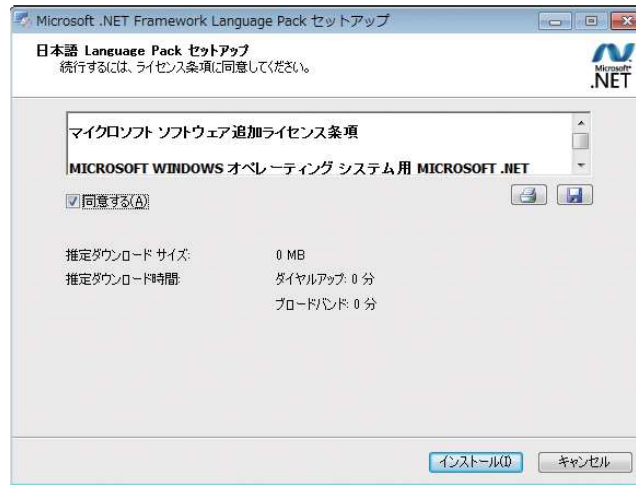 Microsoft .NET Framework Language Pack セットアップ
日本語 Language Pack セットアップ
続行するには、ライセンス条項に同意してください。
Microsoft
.NET
マイクロソフト ソフトウェア追加ライセンス条項
MICROSOFT WINDOWS オペレーティング システム用 MICROSOFT .NET
同意する(A)
推定ダウンロード サイズ: 0 MB
推定ダウンロード時間: ダイヤルアップ: 0 分
ブロードバンド: 0 分
インストール(I)
キャンセル